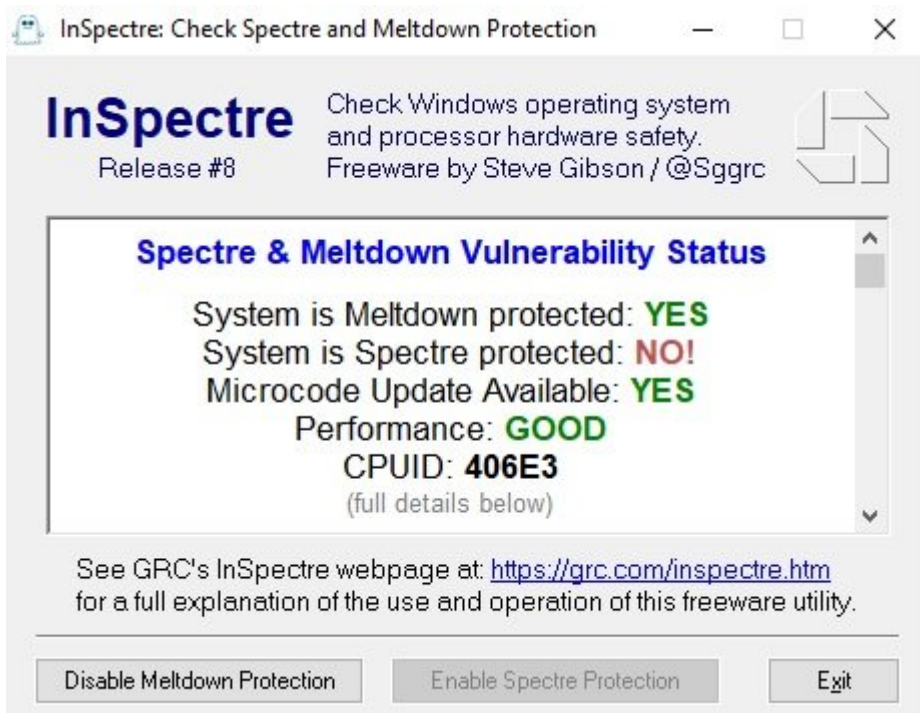 InSpectre: Check Spectre and Meltdown Protection
InSpectre
Release #8
Check Windows operating system
and processor hardware safety.
Freeware by Steve Gibson / @Sggrc
Spectre & Meltdown Vulnerability Status
System is Meltdown protected: YES
System is Spectre protected: NO!
Microcode Update Available: YES
Performance: GOOD
CPUID: 406E3
(full details below)
See GRC's InSpectre webpage at: https://grc.com/inspectre.htm
for a full explanation of the use and operation of this freeware utility.
Disable Meltdown Protection
Enable Spectre Protection
Exit